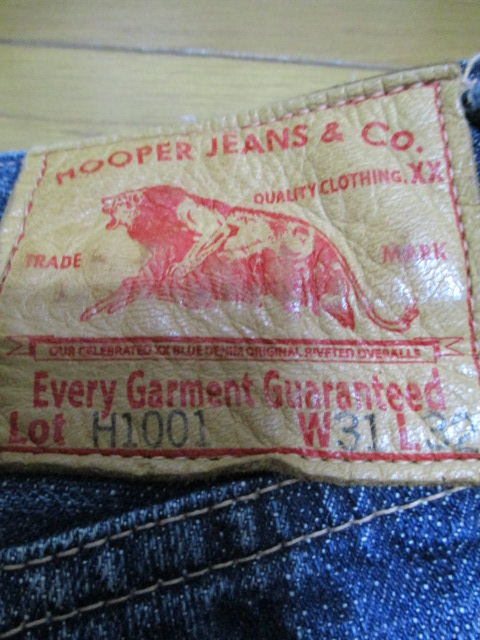 HOOPER JEANS & Co.
QUALITY CLOTHING. XX
TRADE MARK
OUR CELEBRATED XX BLUE DENIM ORIGINAL RIVETED OVERALLS
Every Garment Guaranteed
Lot H1001 W31 L32